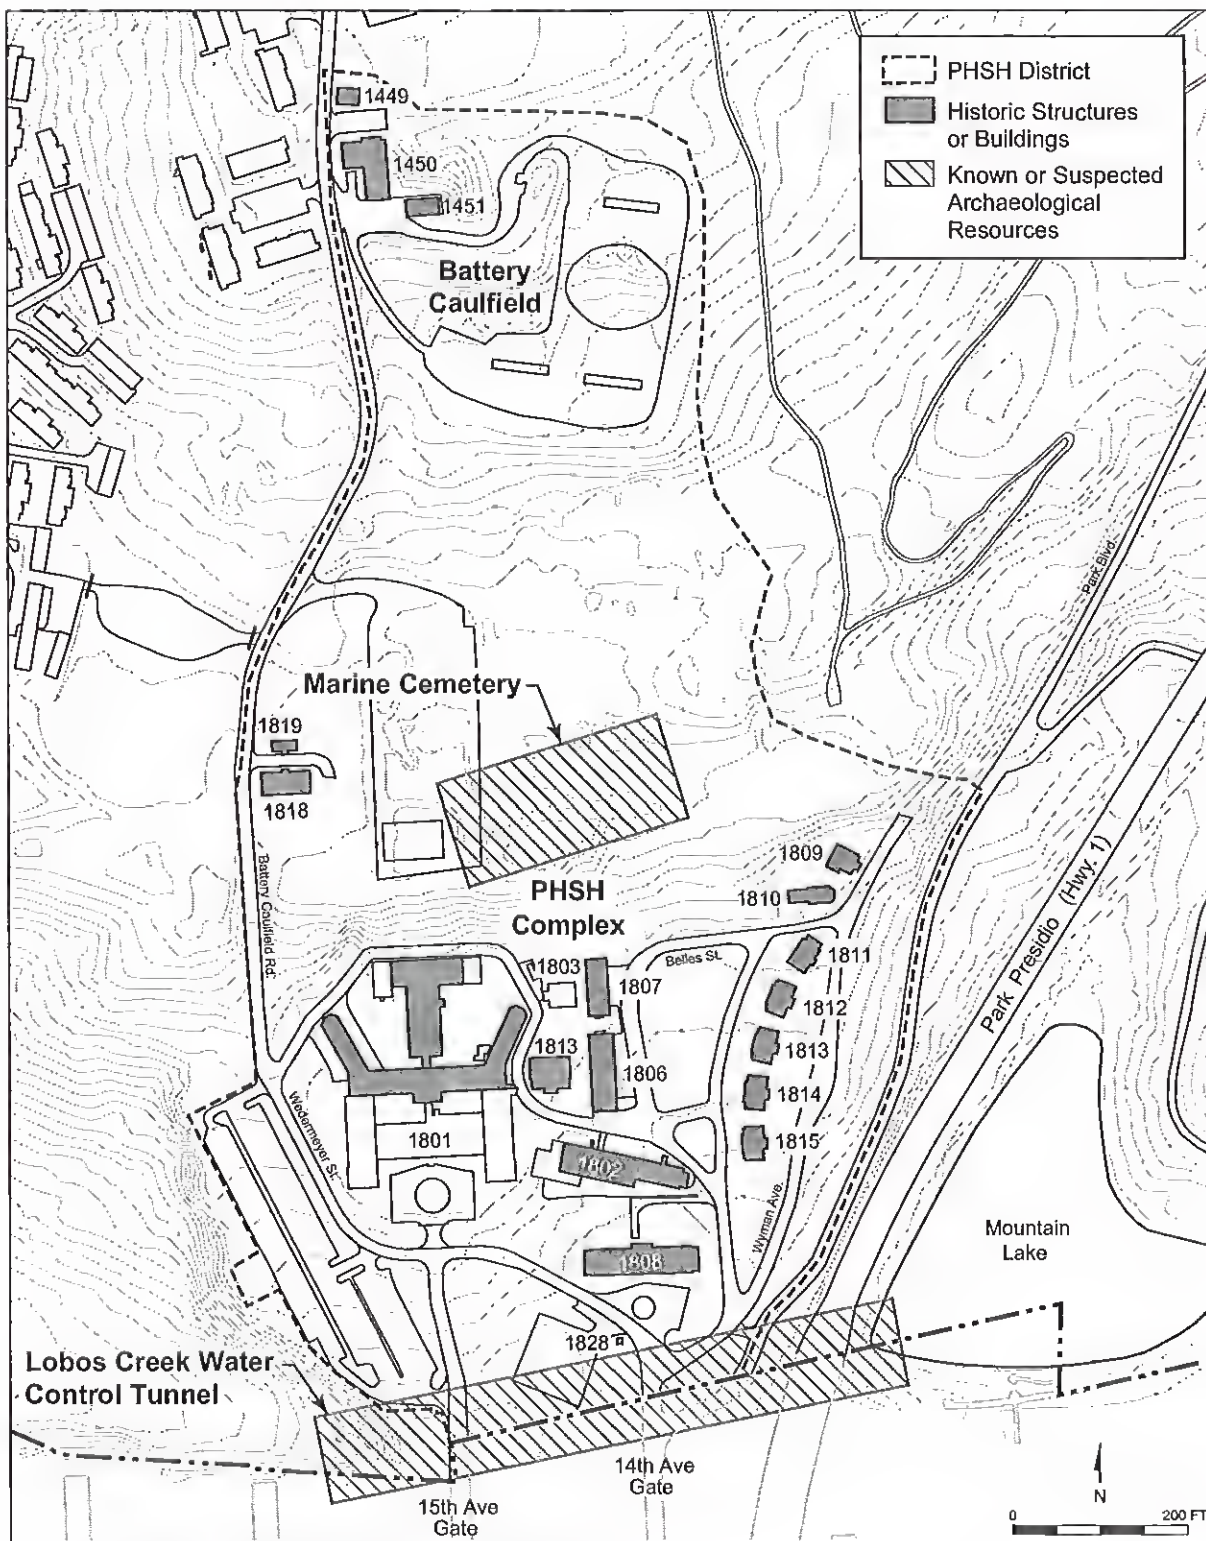 PHSH District
Historic Structures
or Buildings
Known or Suspected
Archaeological
Resources
1449
1450
1451
Battery
Caulfield
Park Blvd.
Marine Cemetery
1819
1818
Battery Caulfield Rd.
PHSH
Complex
1809
1810
Belles St.
1811
1803
1807
1812
1813
1813
1806
1814
1801
1815
1802
Wedermeyer St.
Wyman Ave.
Park Presidio (Hwy. 1)
Mountain
Lake
1808
1828
Lobos Creek Water
Control Tunnel
14th Ave
Gate
15th Ave
Gate
N
0 200 FT